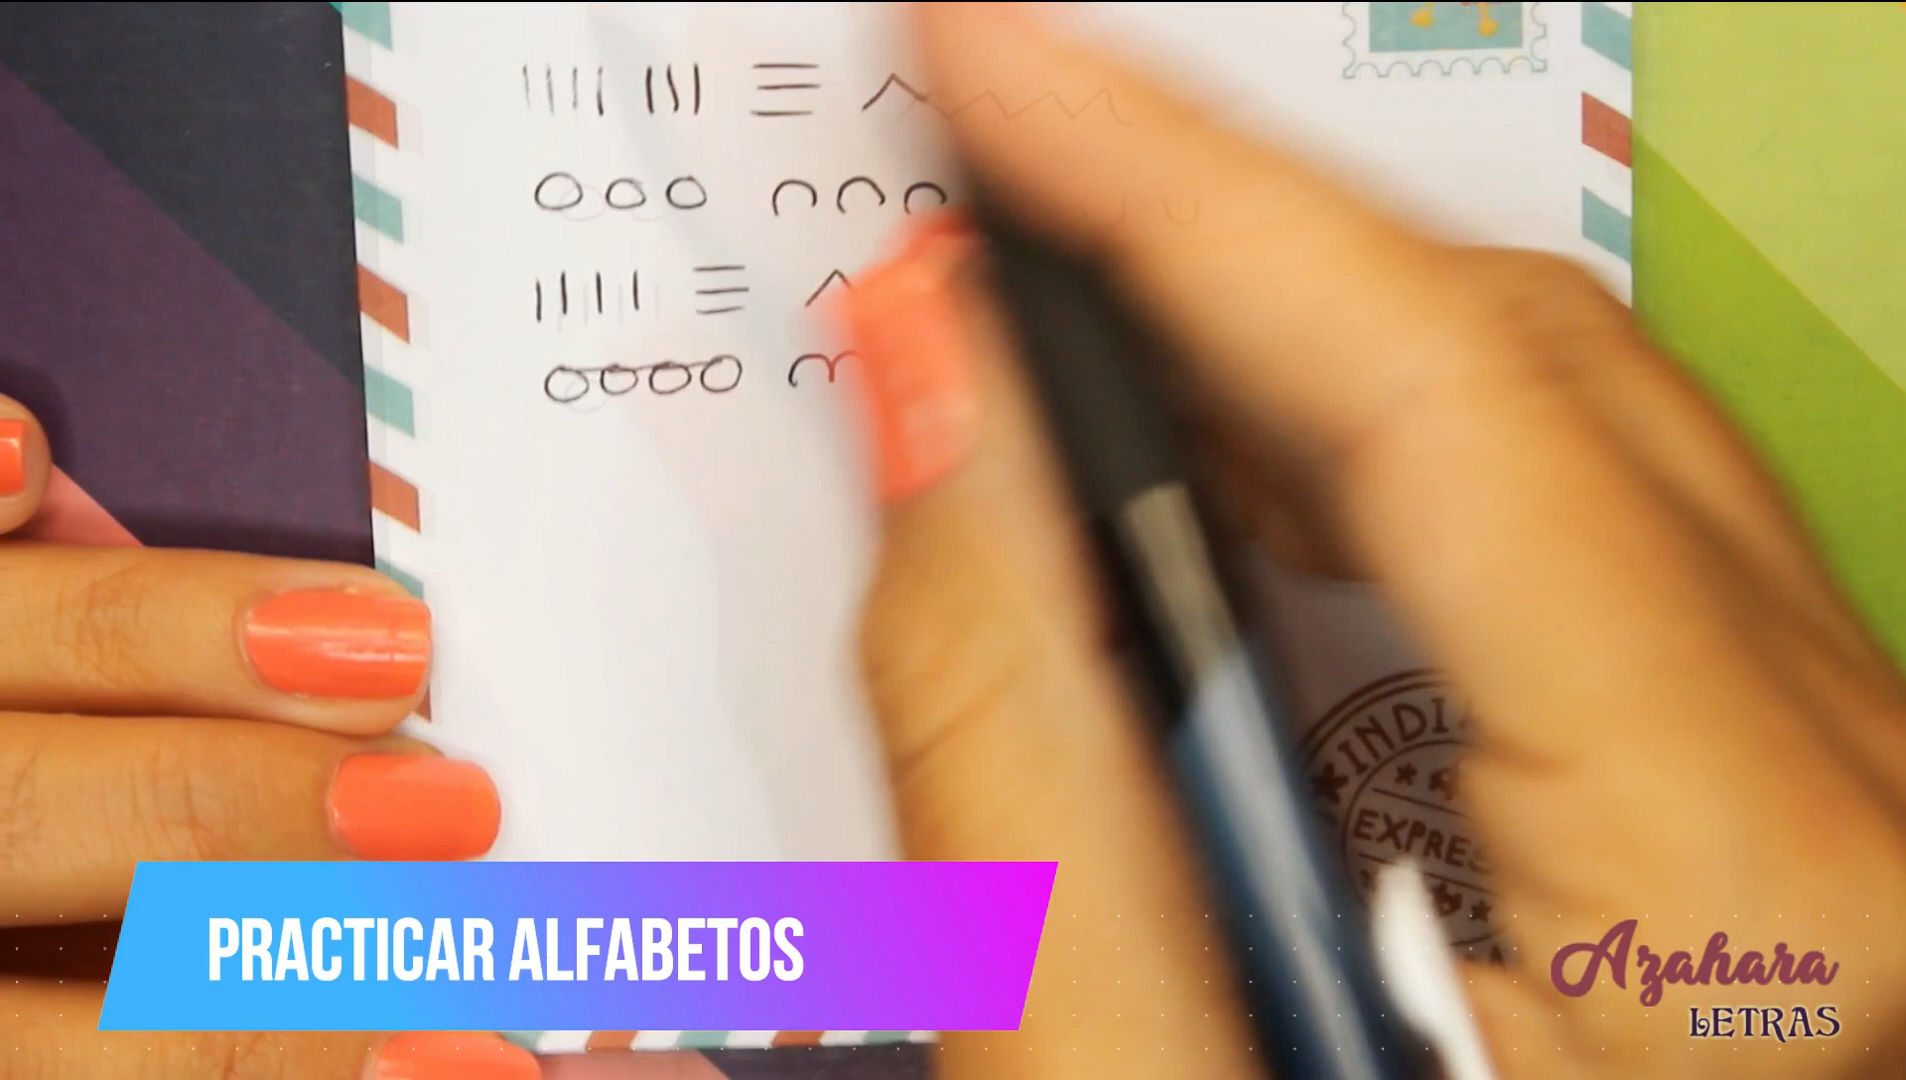 INDIA
EXPRES
PRACTICAR ALFABETOS
Azahara
LETRAS